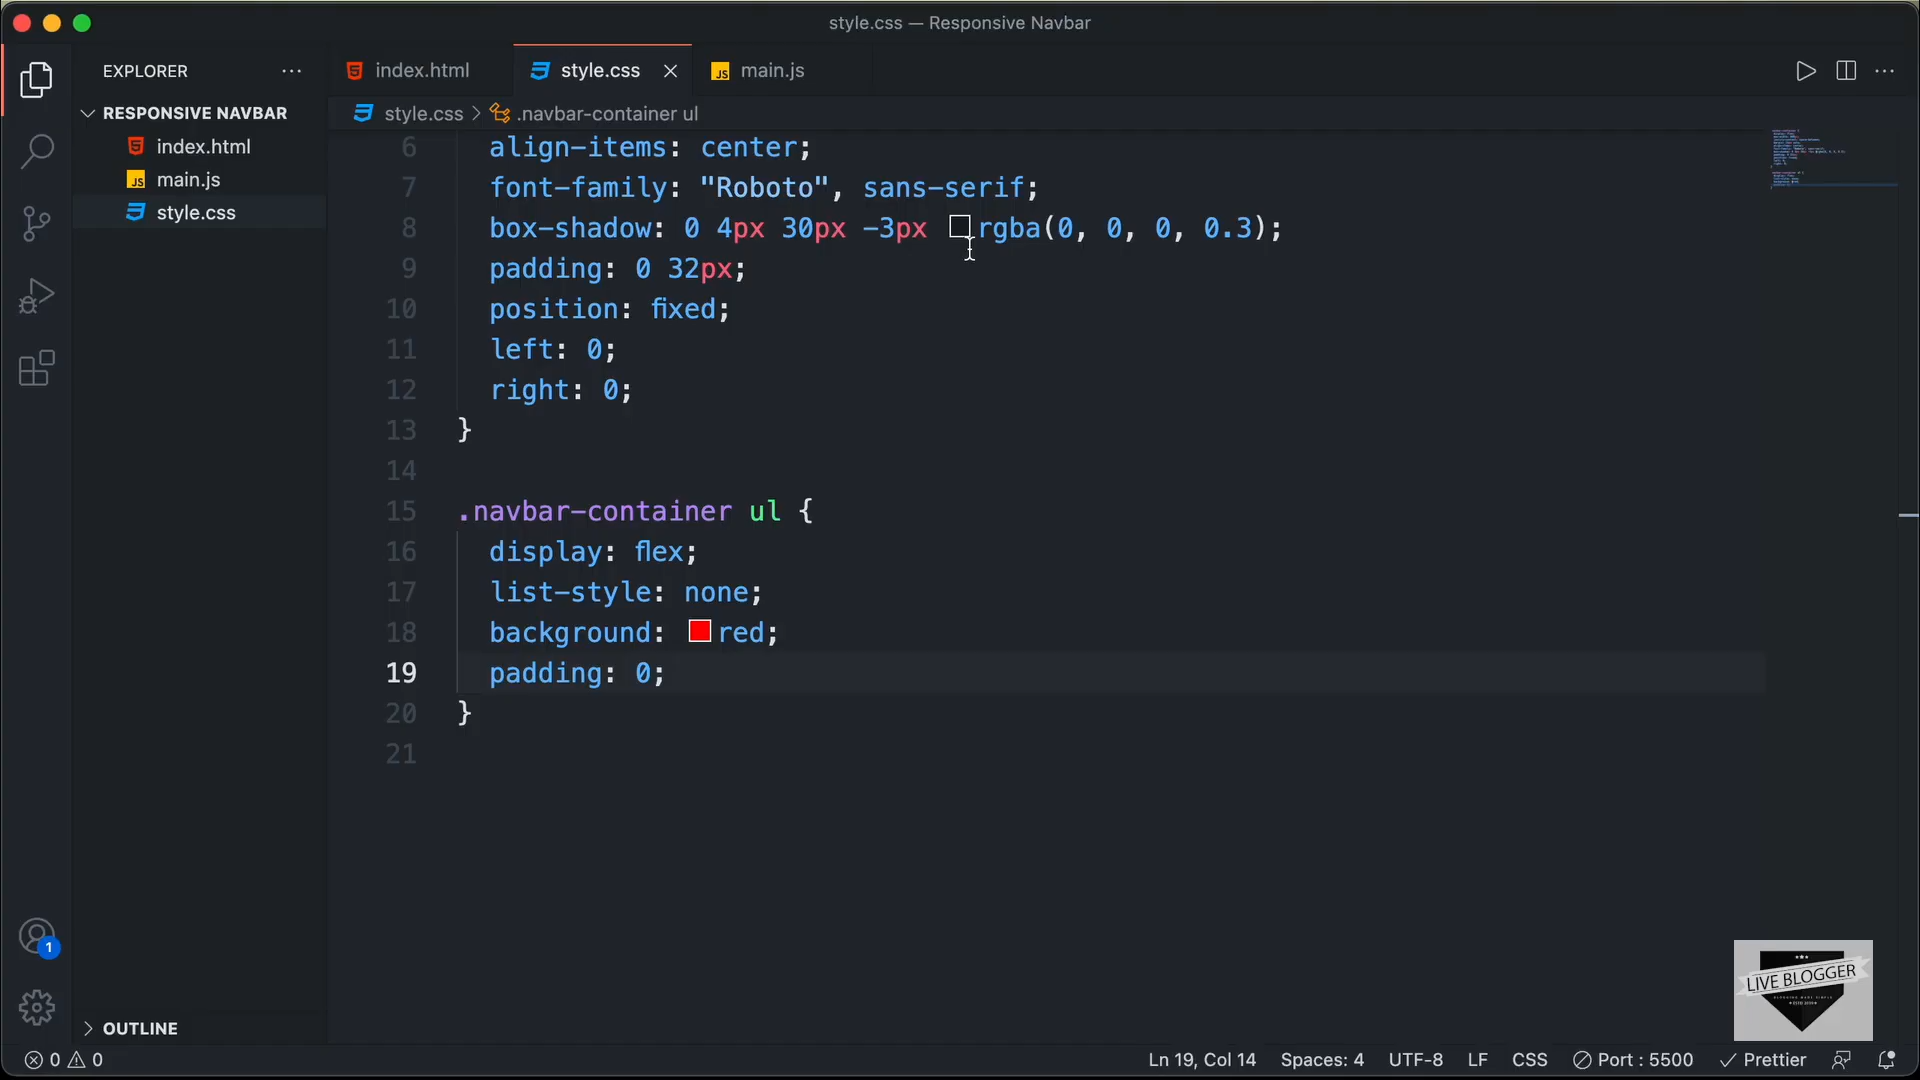 style.css — Responsive Navbar
EXPLORER
index.html
style.css
main.js
RESPONSIVE NAVBAR
index.html
main.js
style.css
style.css > .navbar-container ul
6 align-items: center;
7 font-family: "Roboto", sans-serif;
8 box-shadow: 0 4px 30px -3px rgba(0, 0, 0, 0.3);
9 padding: 0 32px;
10 position: fixed;
11 left: 0;
12 right: 0;
13 }
14
15 .navbar-container ul {
16 display: flex;
17 list-style: none;
18 background: red;
19 padding: 0;
20 }
21
1
OUTLINE
LIVE BLOGGER
0 0
Ln 19, Col 14 Spaces: 4 UTF-8 LF CSS Port : 5500 Prettier